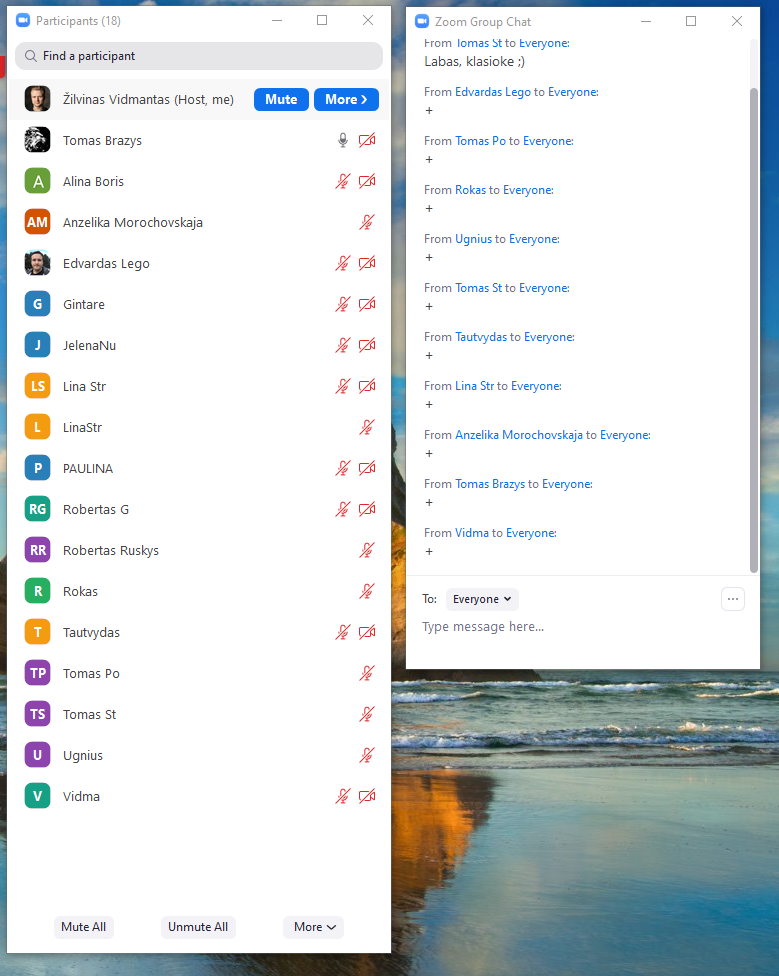 Participants (18)
Find a participant
Žilvinas Vidmantas (Host, me) Mute More
Tomas Brazys
A Alina Boris
AM Anzelika Morochovskaja
Edvardas Lego
G Gintare
J JelenaNu
LS Lina Str
L LinaStr
P PAULINA
RG Robertas G
RR Robertas Ruskys
R Rokas
T Tautvydas
TP Tomas Po
TS Tomas St
U Ugnius
V Vidma
Mute All Unmute All More
Zoom Group Chat
From Tomas St to Everyone:
Labas, klasioke ;)
From Edvardas Lego to Everyone:
+
From Tomas Po to Everyone:
+
From Rokas to Everyone:
+
From Ugnius to Everyone:
+
From Tomas St to Everyone:
+
From Tautvydas to Everyone:
+
From Lina Str to Everyone:
+
From Anzelika Morochovskaja to Everyone:
+
From Tomas Brazys to Everyone:
+
From Vidma to Everyone:
+
To: Everyone
Type message here...